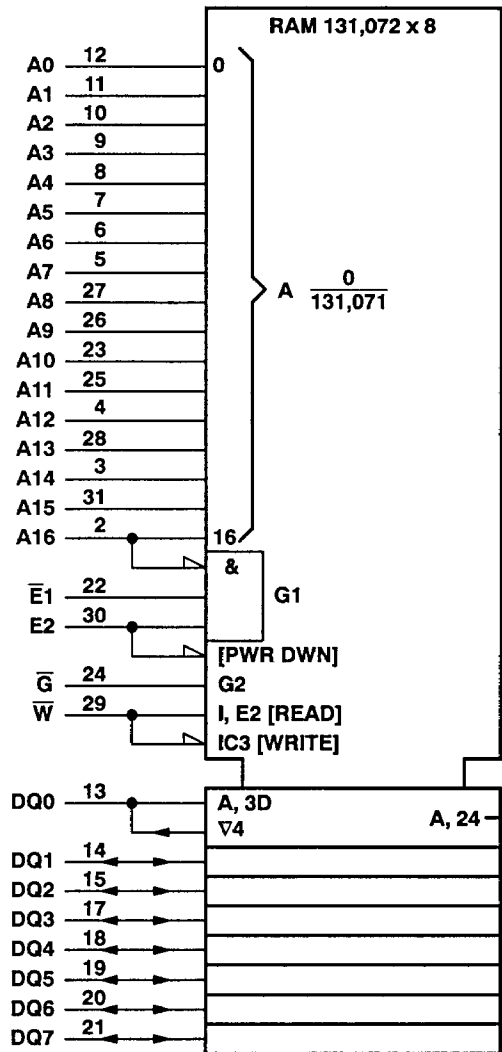 RAM 131,072 x 8
A0 12 0
A1 11
A2 10
A3 9
A4 8
A5 7
A6 6
A7 5
A 0
131,071
A8 27
A9 26
A10 23
A11 25
A12 4
A13 28
A14 3
A15 31
A16 2 16
&
E̅1 22 G1
E2 30
[PWR DWN]
G̅ 24 G2
W̅ 29 I, E2 [READ]
IC3 [WRITE]
DQ0 13 A, 3D
∇4 A, 24
DQ1 14
DQ2 15
DQ3 17
DQ4 18
DQ5 19
DQ6 20
DQ7 21